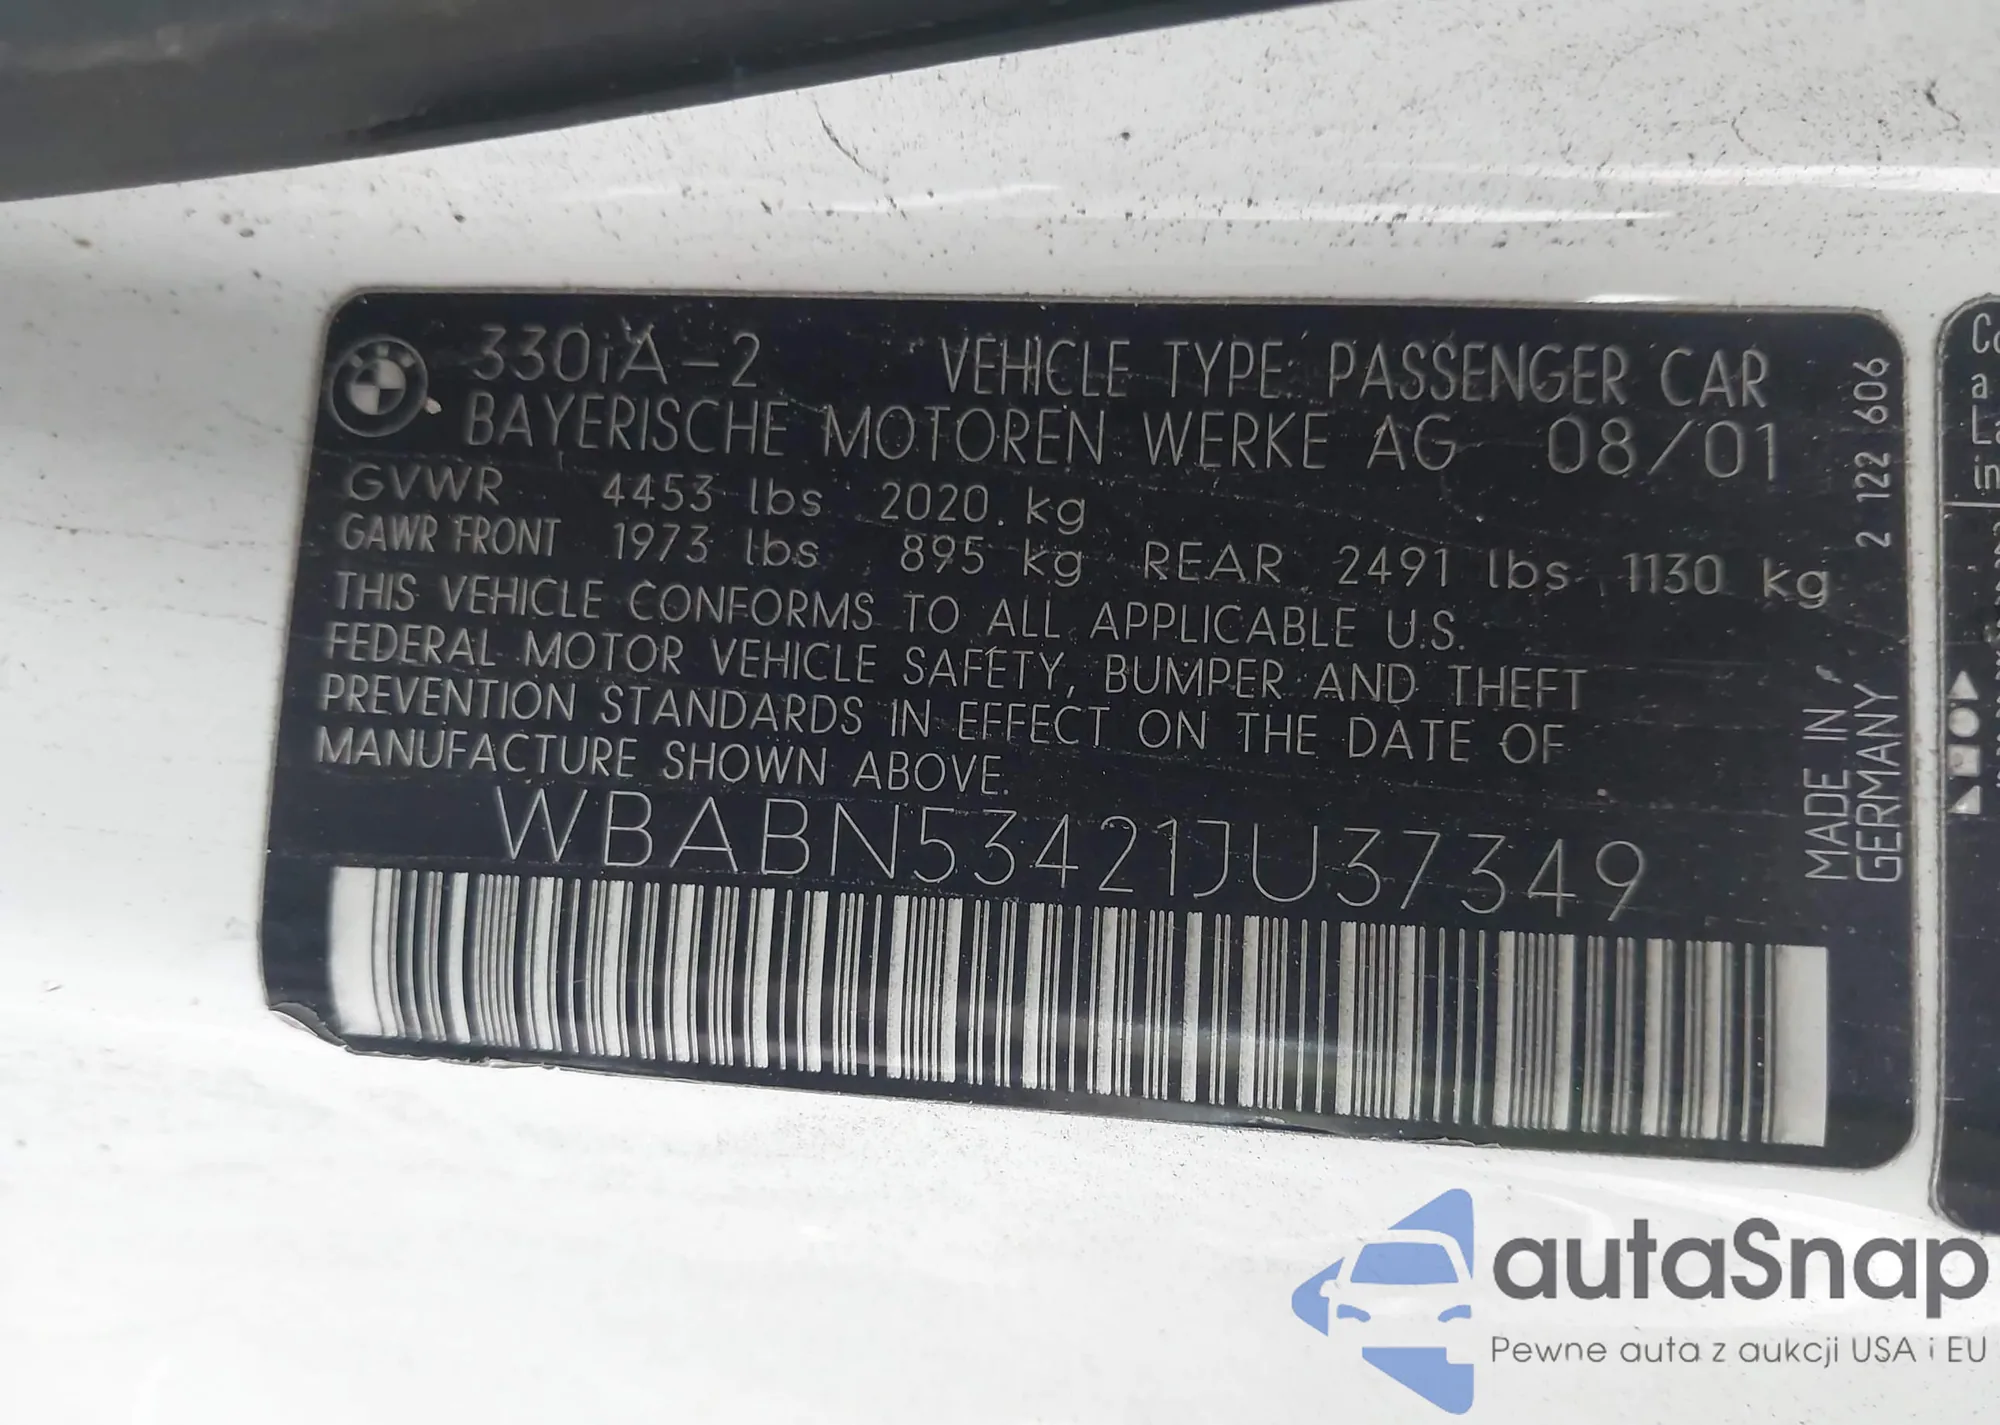 330iA-2 VEHICLE TYPE: PASSENGER CAR
BAYERISCHE MOTOREN WERKE AG 08/01
GVWR 4453 lbs 2020. kg
GAWR FRONT 1973 lbs 895 kg REAR 2491 lbs 1130 kg
THIS VEHICLE CONFORMS TO ALL APPLICABLE U.S.
FEDERAL MOTOR VEHICLE SAFETY, BUMPER AND THEFT
PREVENTION STANDARDS IN EFFECT ON THE DATE OF
MANUFACTURE SHOWN ABOVE.
WBABN53421JU37349
MADE IN
GERMANY
2 122 606
a
in
autaSnap
Pewne auta z aukcji USA i EU